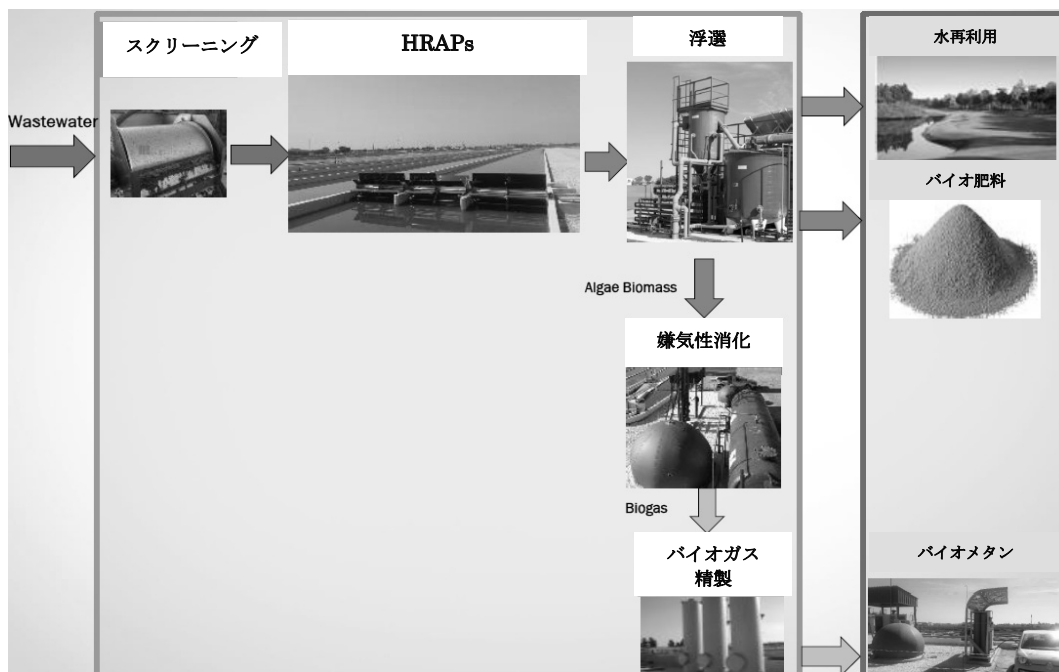 スクリーニング
HRAPs
浮選
水再利用
Wastewater
バイオ肥料
Algae Biomass
嫌気性消化
Biogas
バイオガス
精製
バイオメタン